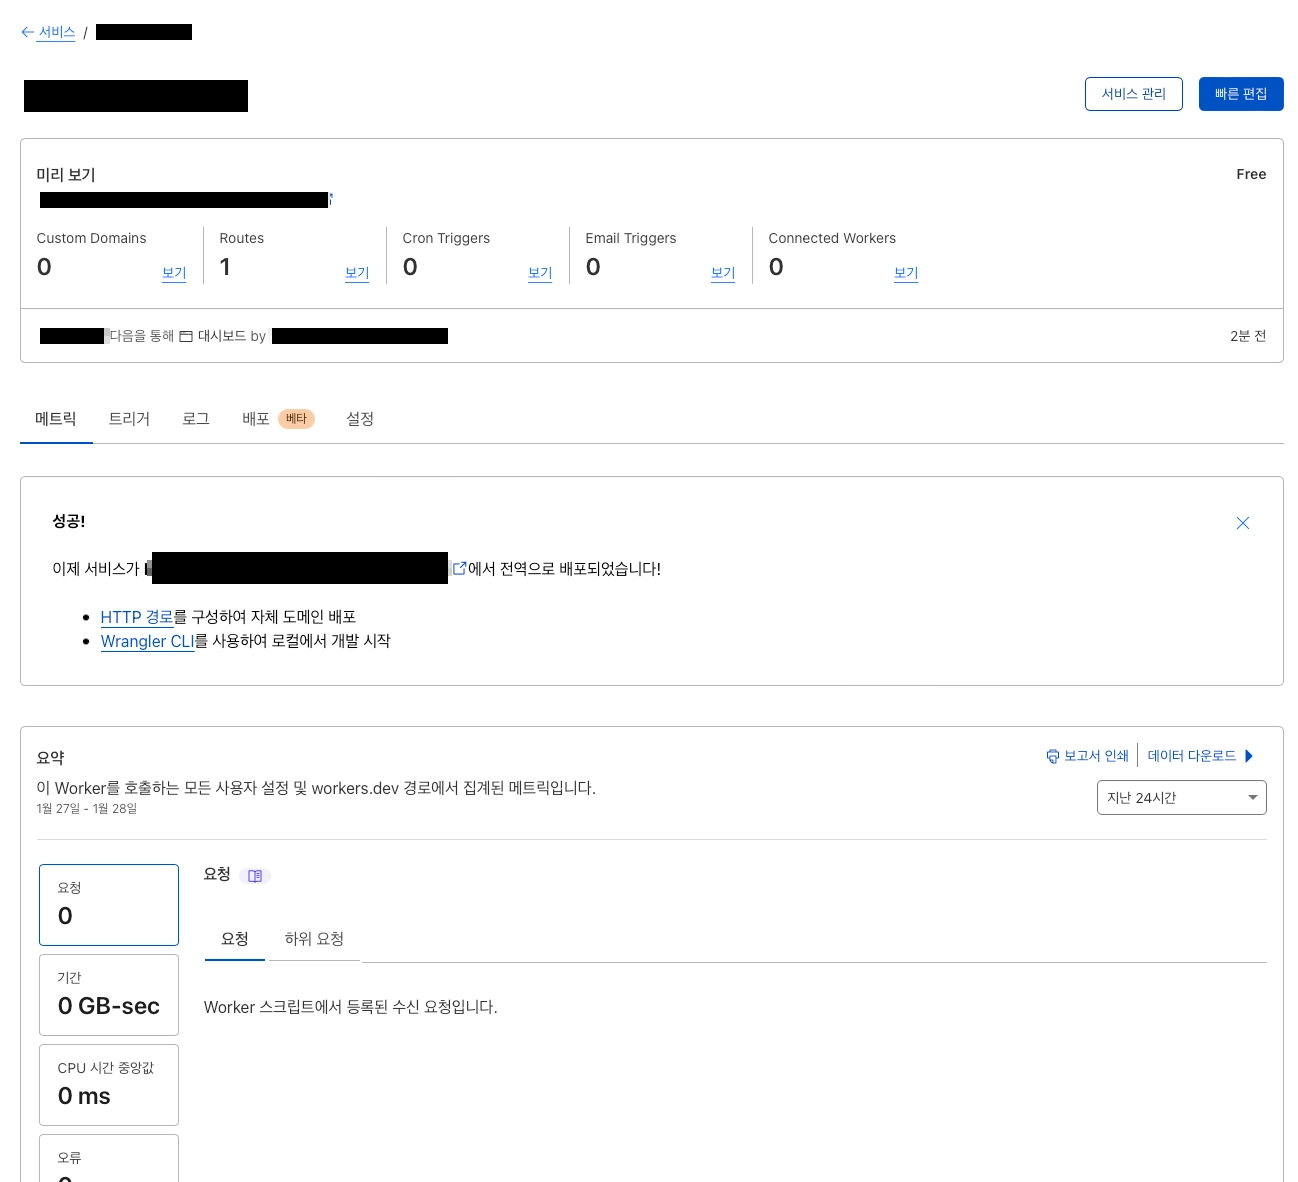 서비스 /
서비스 관리
빠른 편집
미리 보기
Free
Custom Domains
0
보기
Routes
1
보기
Cron Triggers
0
보기
Email Triggers
0
보기
Connected Workers
0
보기
다음을 통해 대시보드 by
2분 전
메트릭
트리거
로그
배포 베타
설정
성공!
이제 서비스가 에서 전역으로 배포되었습니다!
HTTP 경로를 구성하여 자체 도메인 배포
Wrangler CLI를 사용하여 로컬에서 개발 시작
요약
보고서 인쇄
데이터 다운로드
이 Worker를 호출하는 모든 사용자 설정 및 workers.dev 경로에서 집계된 메트릭입니다.
1월 27일 - 1월 28일
지난 24시간
요청
0
기간
0 GB-sec
CPU 시간 중앙값
0 ms
오류
요청
요청
하위 요청
Worker 스크립트에서 등록된 수신 요청입니다.